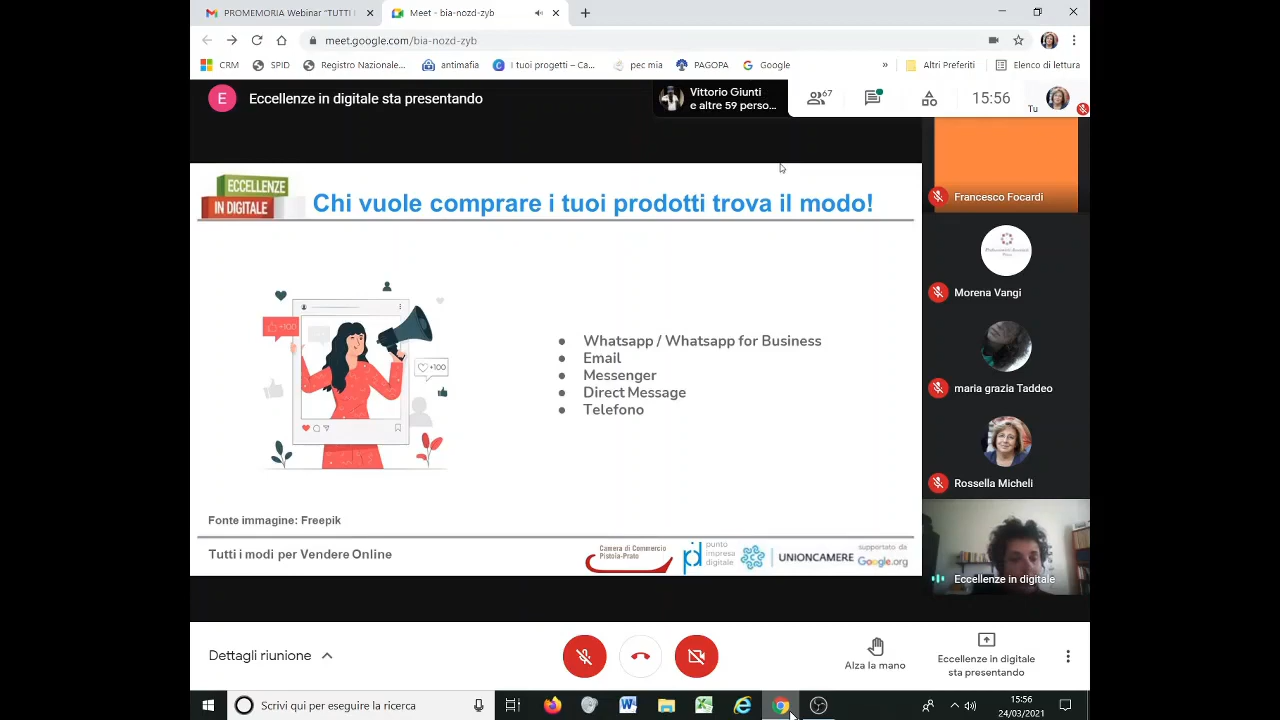 PROMEMORIA Webinar "TUTTI I
Meet - bia-nozd-zyb
meet.google.com/bia-nozd-zyb
CRM
SPID
Registro Nazionale...
antimafia
I tuoi progetti – Ca...
pec mia
PAGOPA
Google
»
Altri Preferiti
Elenco di lettura
E
Eccellenze in digitale sta presentando
Vittorio Giunti
e altre 59 perso...
67
15:56
Tu
ECCELLENZE
IN DIGITALE
Chi vuole comprare i tuoi prodotti trova il modo!
+100
+100
● Whatsapp / Whatsapp for Business
● Email
● Messenger
● Direct Message
● Telefono
Fonte immagine: Freepik
Tutti i modi per Vendere Online
Camera di Commercio
Pistoia-Prato
punto
impresa
digitale
UNIONCAMERE
supportato da
Google.org
Francesco Focardi
Morena Vangi
maria grazia Taddeo
Rossella Micheli
Eccellenze in digitale
Dettagli riunione
Alza la mano
Eccellenze in digitale
sta presentando
Scrivi qui per eseguire la ricerca
15:56
24/03/2021